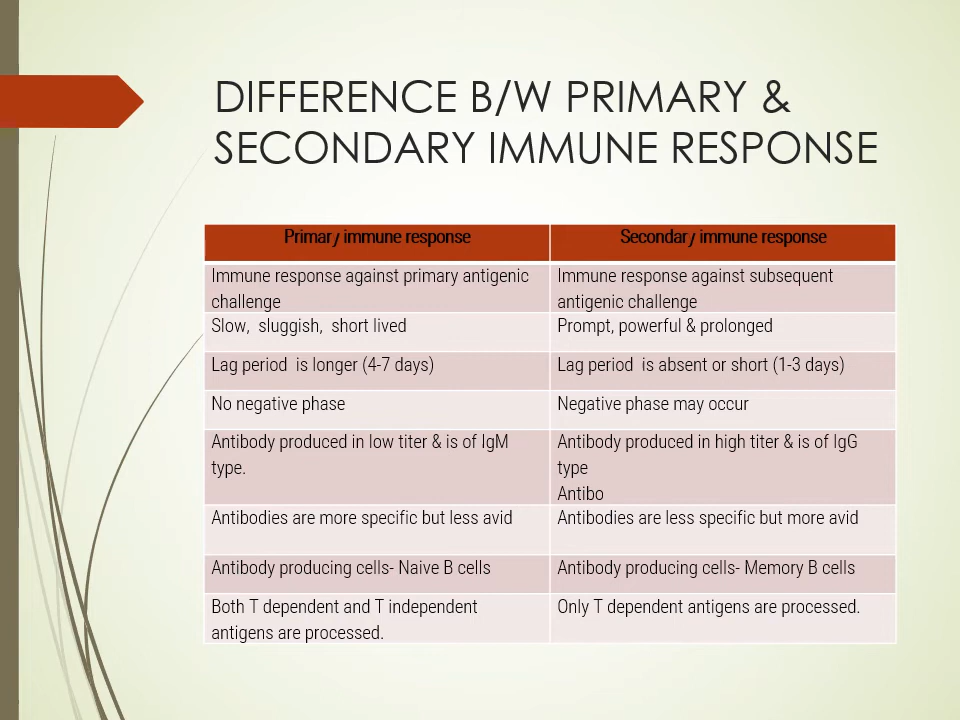 DIFFERENCE B/W PRIMARY &
SECONDARY IMMUNE RESPONSE
Primary immune response
Secondary immune response
Immune response against primary antigenic
challenge
Immune response against subsequent
antigenic challenge
Slow, sluggish, short lived
Prompt, powerful & prolonged
Lag period is longer (4-7 days)
Lag period is absent or short (1-3 days)
No negative phase
Negative phase may occur
Antibody produced in low titer & is of IgM
type.
Antibody produced in high titer & is of IgG
type
Antibo
Antibodies are more specific but less avid
Antibodies are less specific but more avid
Antibody producing cells- Naive B cells
Antibody producing cells- Memory B cells
Both T dependent and T independent
antigens are processed.
Only T dependent antigens are processed.